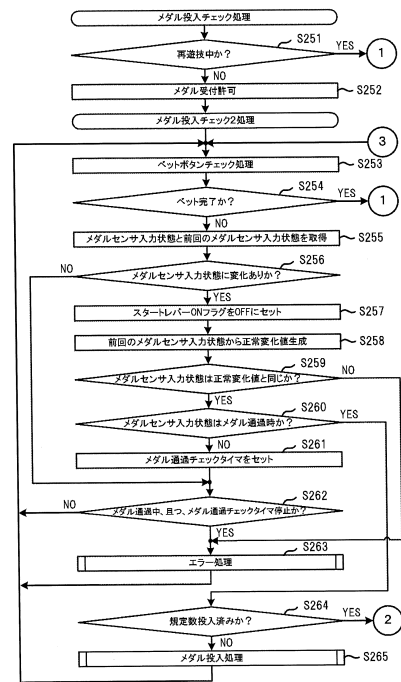 メダル投入チェック処理
S251
再遊技中か?
YES
1
NO
S252
メダル受付許可
メダル投入チェック2処理
3
S253
ベットボタンチェック処理
S254
ベット完了か?
YES
1
NO
S255
メダルセンサ入力状態と前回のメダルセンサ入力状態を取得
S256
NO
メダルセンサ入力状態に変化ありか?
YES
S257
スタートレバーONフラグをOFFにセット
S258
前回のメダルセンサ入力状態から正常変化値生成
S259
メダルセンサ入力状態は正常変化値と同じか?
NO
YES
S260
メダルセンサ入力状態はメダル通過時か?
YES
NO
S261
メダル通過チェックタイマをセット
S262
NO
メダル通過中、且つ、メダル通過チェックタイマ停止か?
YES
S263
エラー処理
S264
規定数投入済みか?
YES
2
NO
S265
メダル投入処理